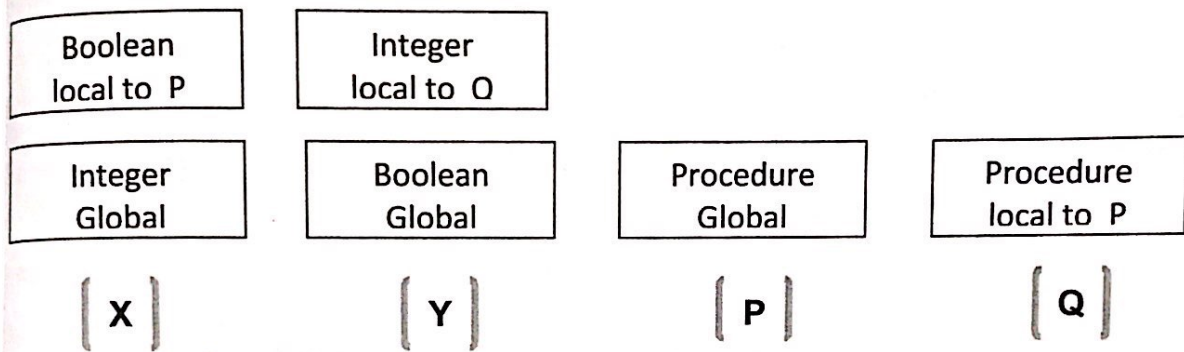 Boolean
local to P
Integer
local to Q
Integer
Global
Boolean
Global
Procedure
Global
Procedure
local to P
[ X ]
[ Y ]
[ P ]
[ Q ]